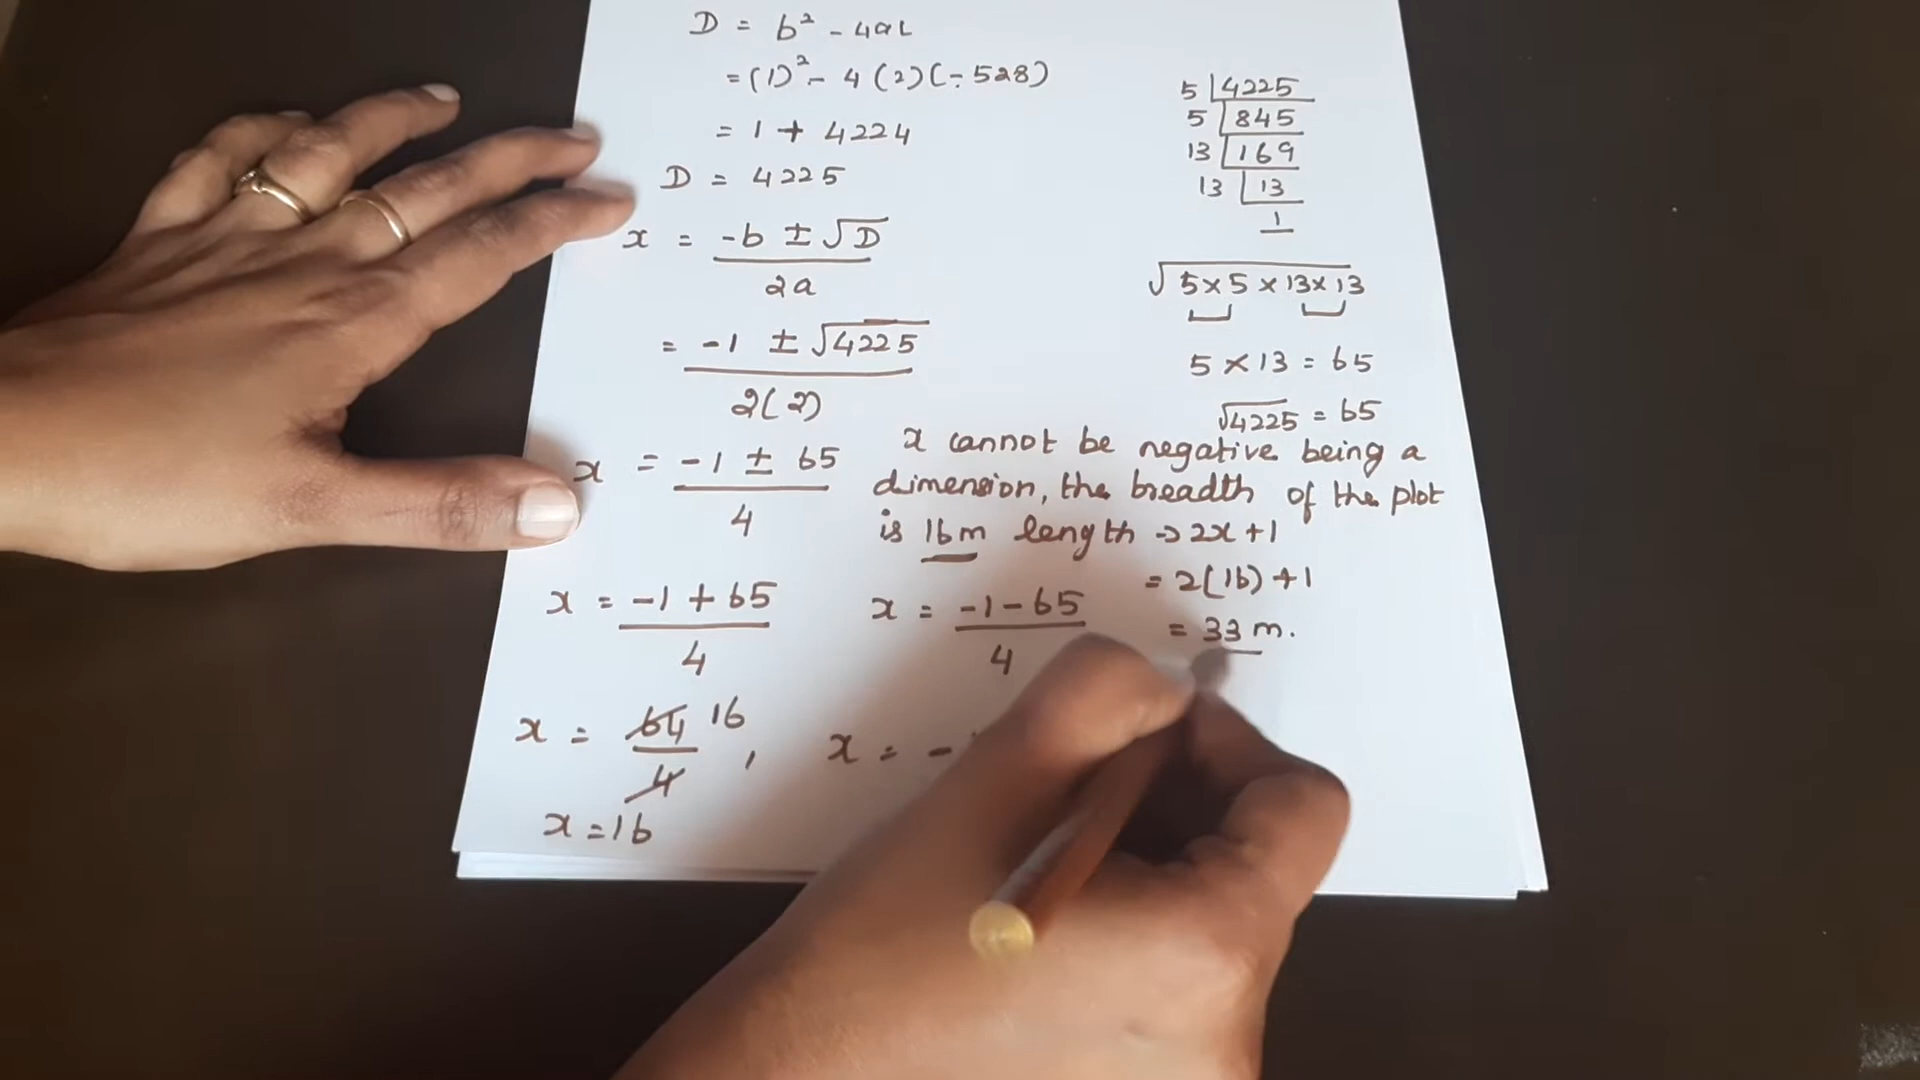 D = b² - 4ac
= (1)² - 4 (2) (-528)
= 1 + 4224
D = 4225
x = -b ± √D
2a
= -1 ± √4225
2(2)
x = -1 ± 65
4
x = -1 + 65
4
x = 64 16
4
,
x = 16
5 4225
5 845
13 169
13 13
1
√5×5 × 13×13
5 × 13 = 65
√4225 = 65
x cannot be negative being a
dimension, the breadth of the plot
is 16m length → 2x+1
= 2(16) + 1
= 33 m.
x = -1 - 65
4
x = -